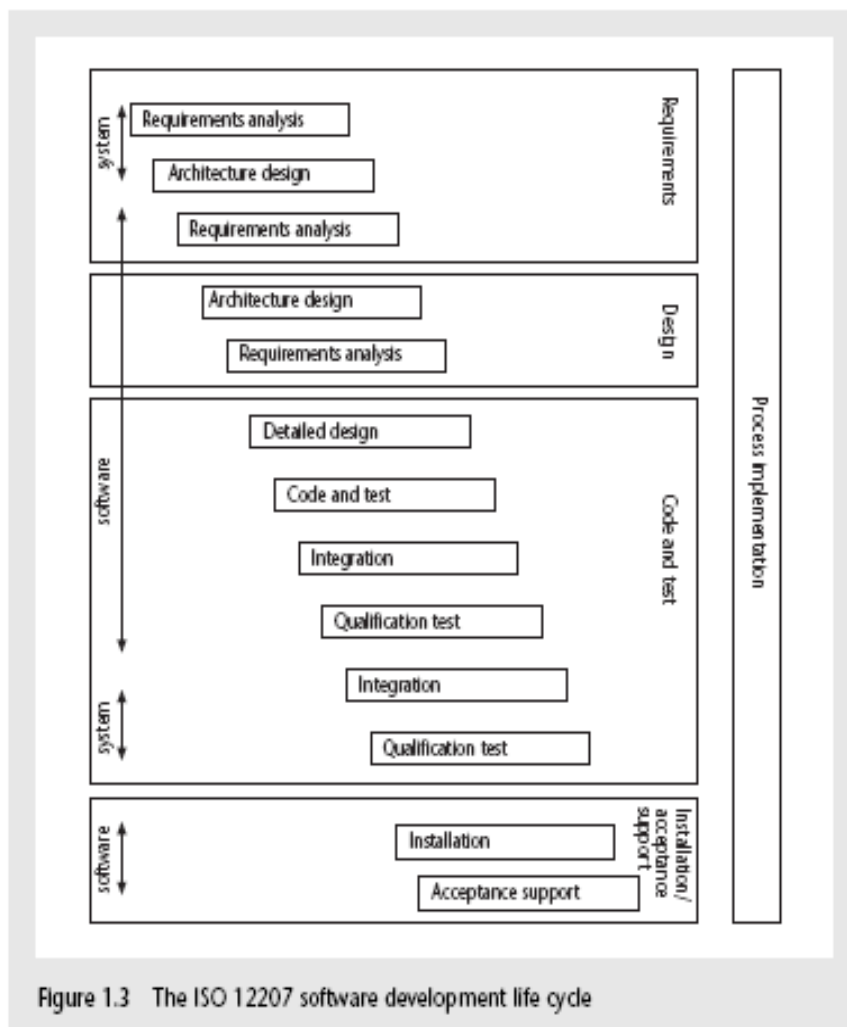 system
Requirements analysis
Architecture design
Requirements analysis
Requirements
Architecture design
Requirements analysis
Design
software
Detailed design
Code and test
Integration
Qualification test
Code and test
system
Integration
Qualification test
software
Installation
Acceptance support
Installation/
acceptance
support
Process implementation
Figure 1.3 The ISO 12207 software development life cycle